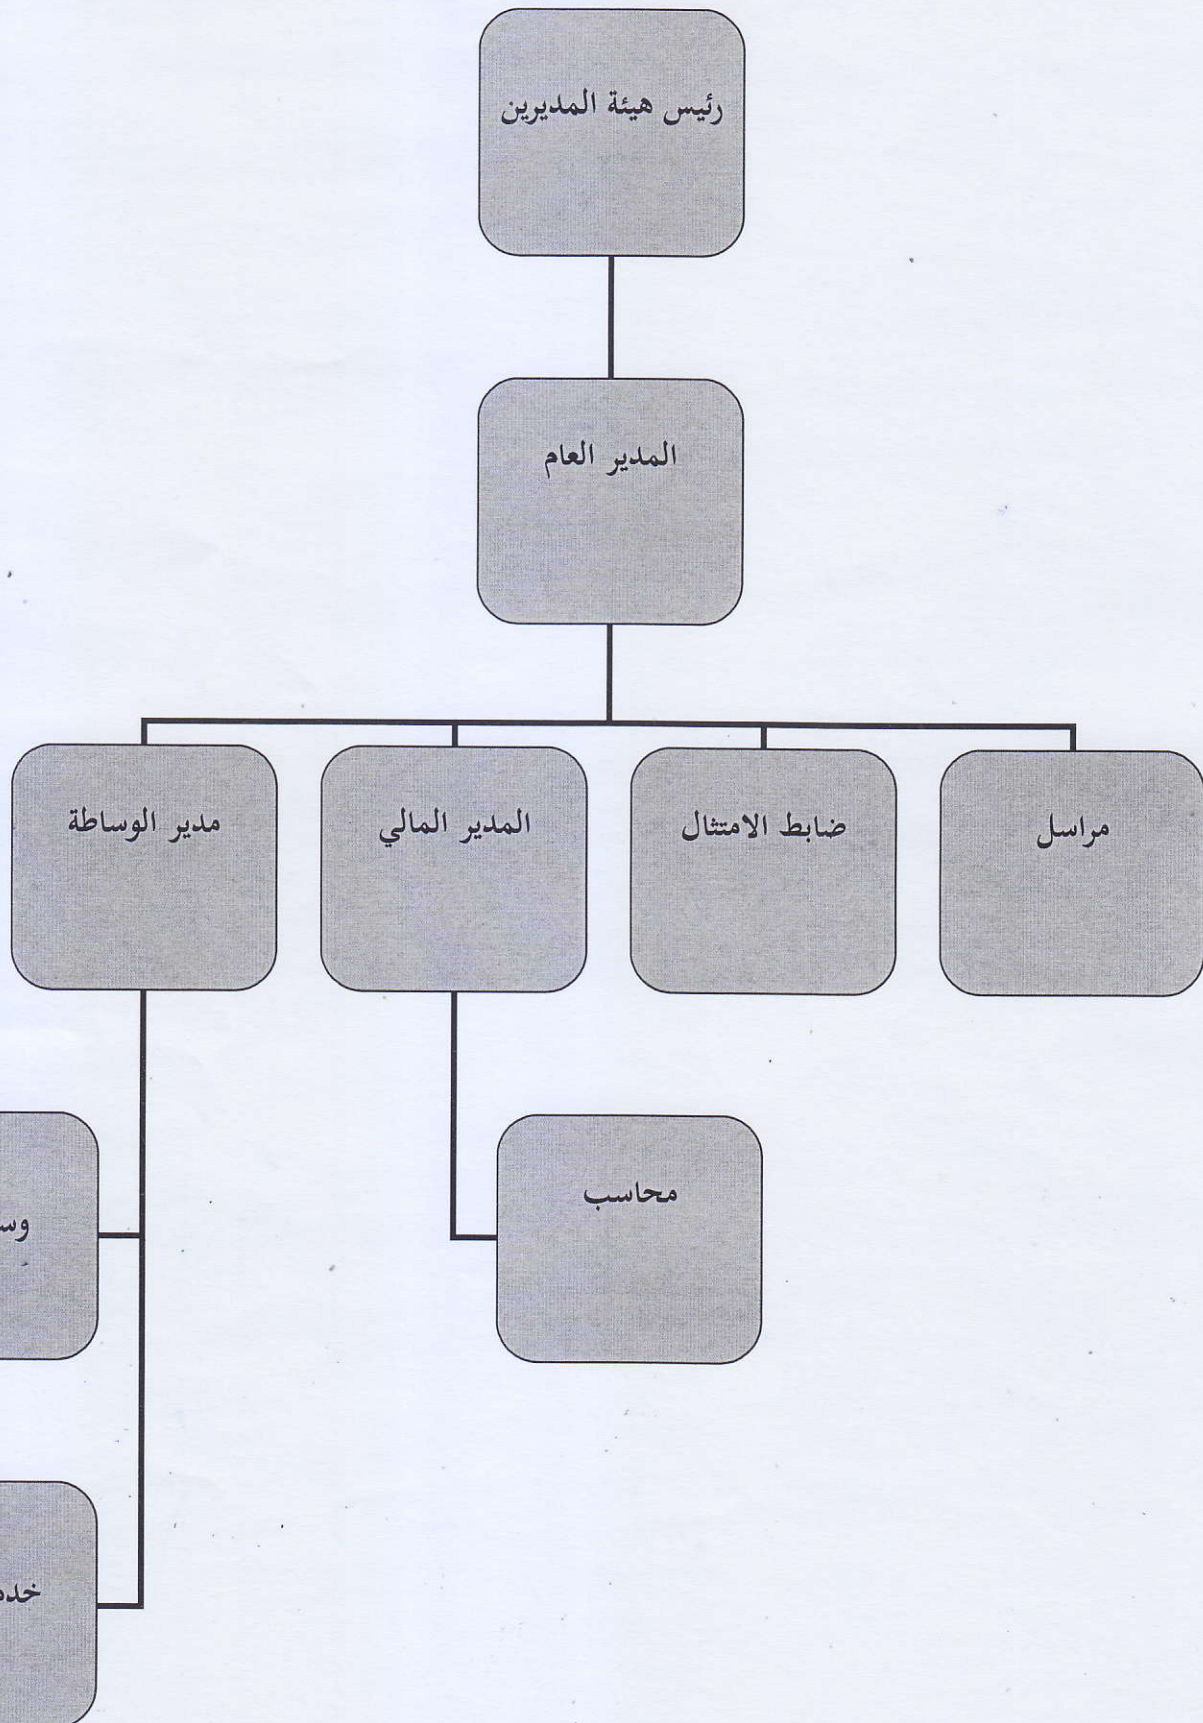 رئيس هيئة المديرين
المدير العام
مراسل
ضابط الامتثال
المدير المالي
مدير الوساطة
محاسب